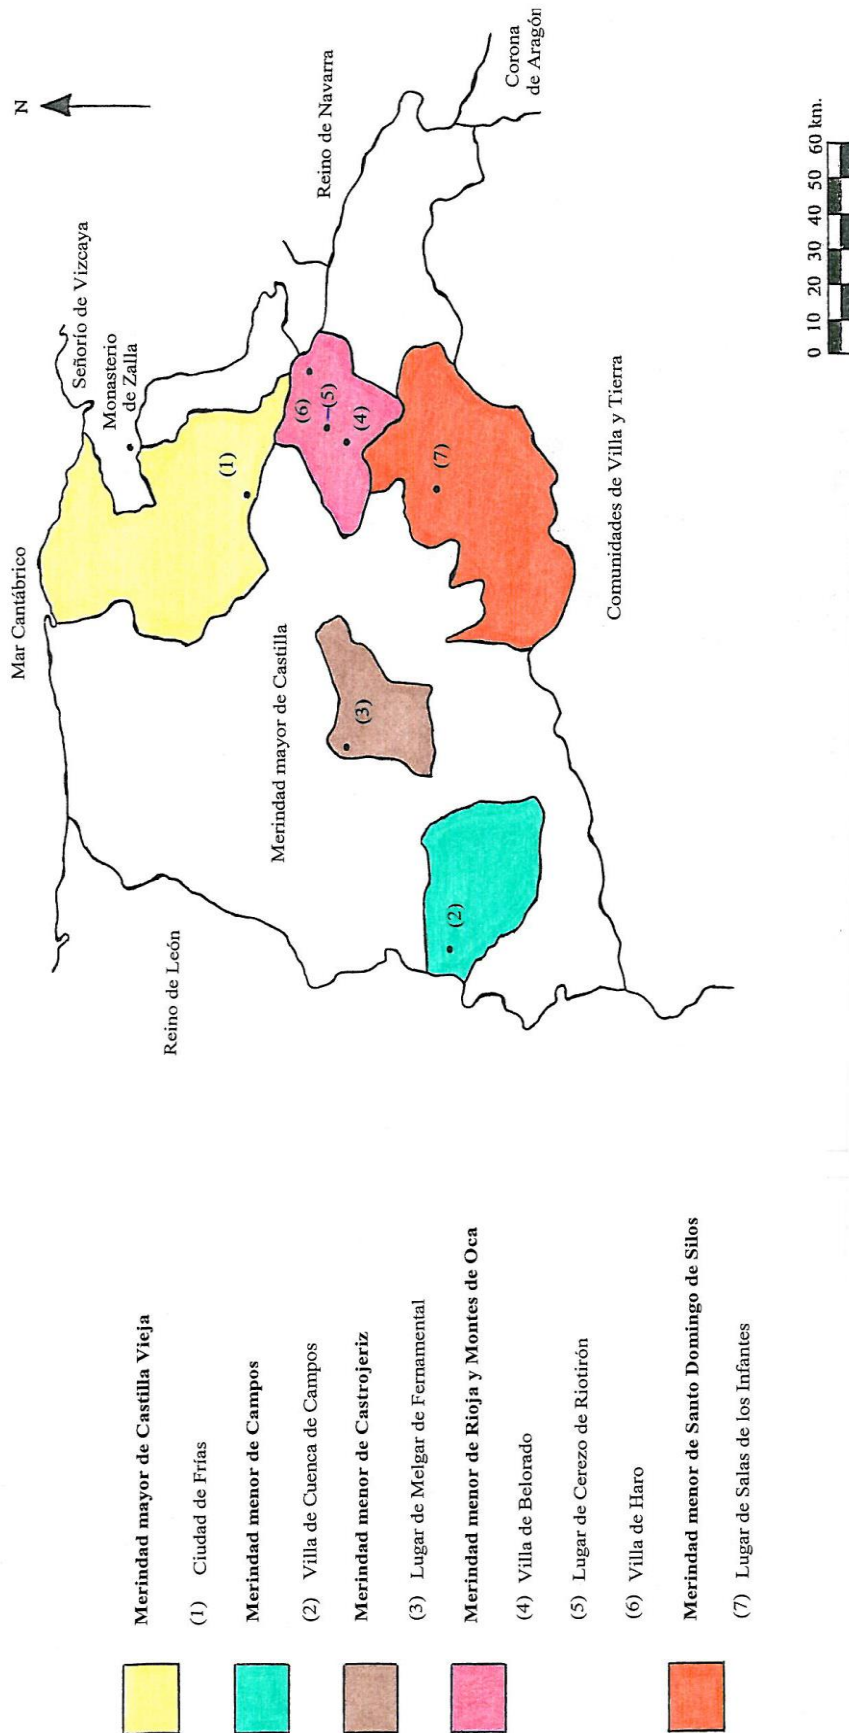 Mar Cantábrico
N
Señorío de Vizcaya
Monasterio
de Zalla
Reino de León
Reino de Navarra
Corona
de Aragón
Merindad mayor de Castilla
Comunidades de Villa y Tierra
(1)
(2)
(3)
(4)
(5)
(6)
(7)
0 10 20 30 40 50 60 km.
Merindad mayor de Castilla Vieja
(1) Ciudad de Frías
Merindad menor de Campos
(2) Villa de Cuenca de Campos
Merindad menor de Castrojeriz
(3) Lugar de Melgar de Fernamental
Merindad menor de Rioja y Montes de Oca
(4) Villa de Belorado
(5) Lugar de Cerezo de Riotirón
(6) Villa de Haro
Merindad menor de Santo Domingo de Silos
(7) Lugar de Salas de los Infantes